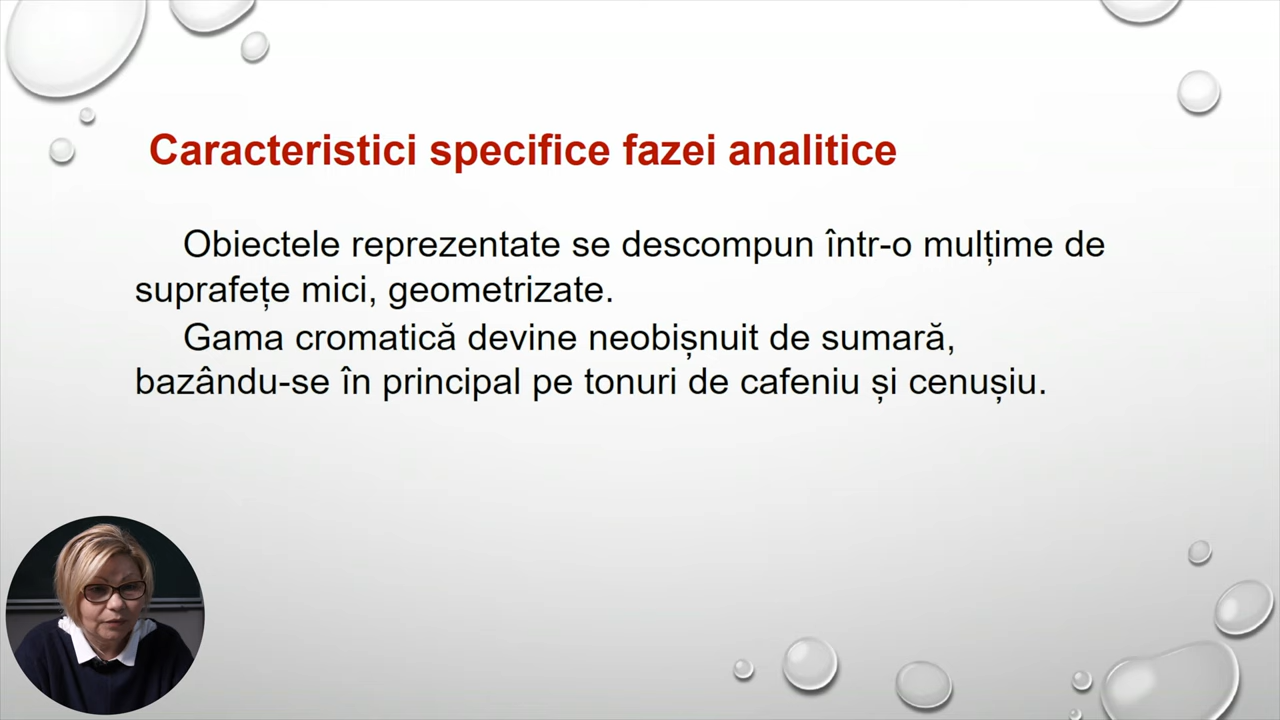 Caracteristici specifice fazei analitice
Obiectele reprezentate se descompun într-o mulțime de
suprafețe mici, geometrizate.
Gama cromatică devine neobișnuit de sumară,
bazându-se în principal pe tonuri de cafeniu și cenușiu.